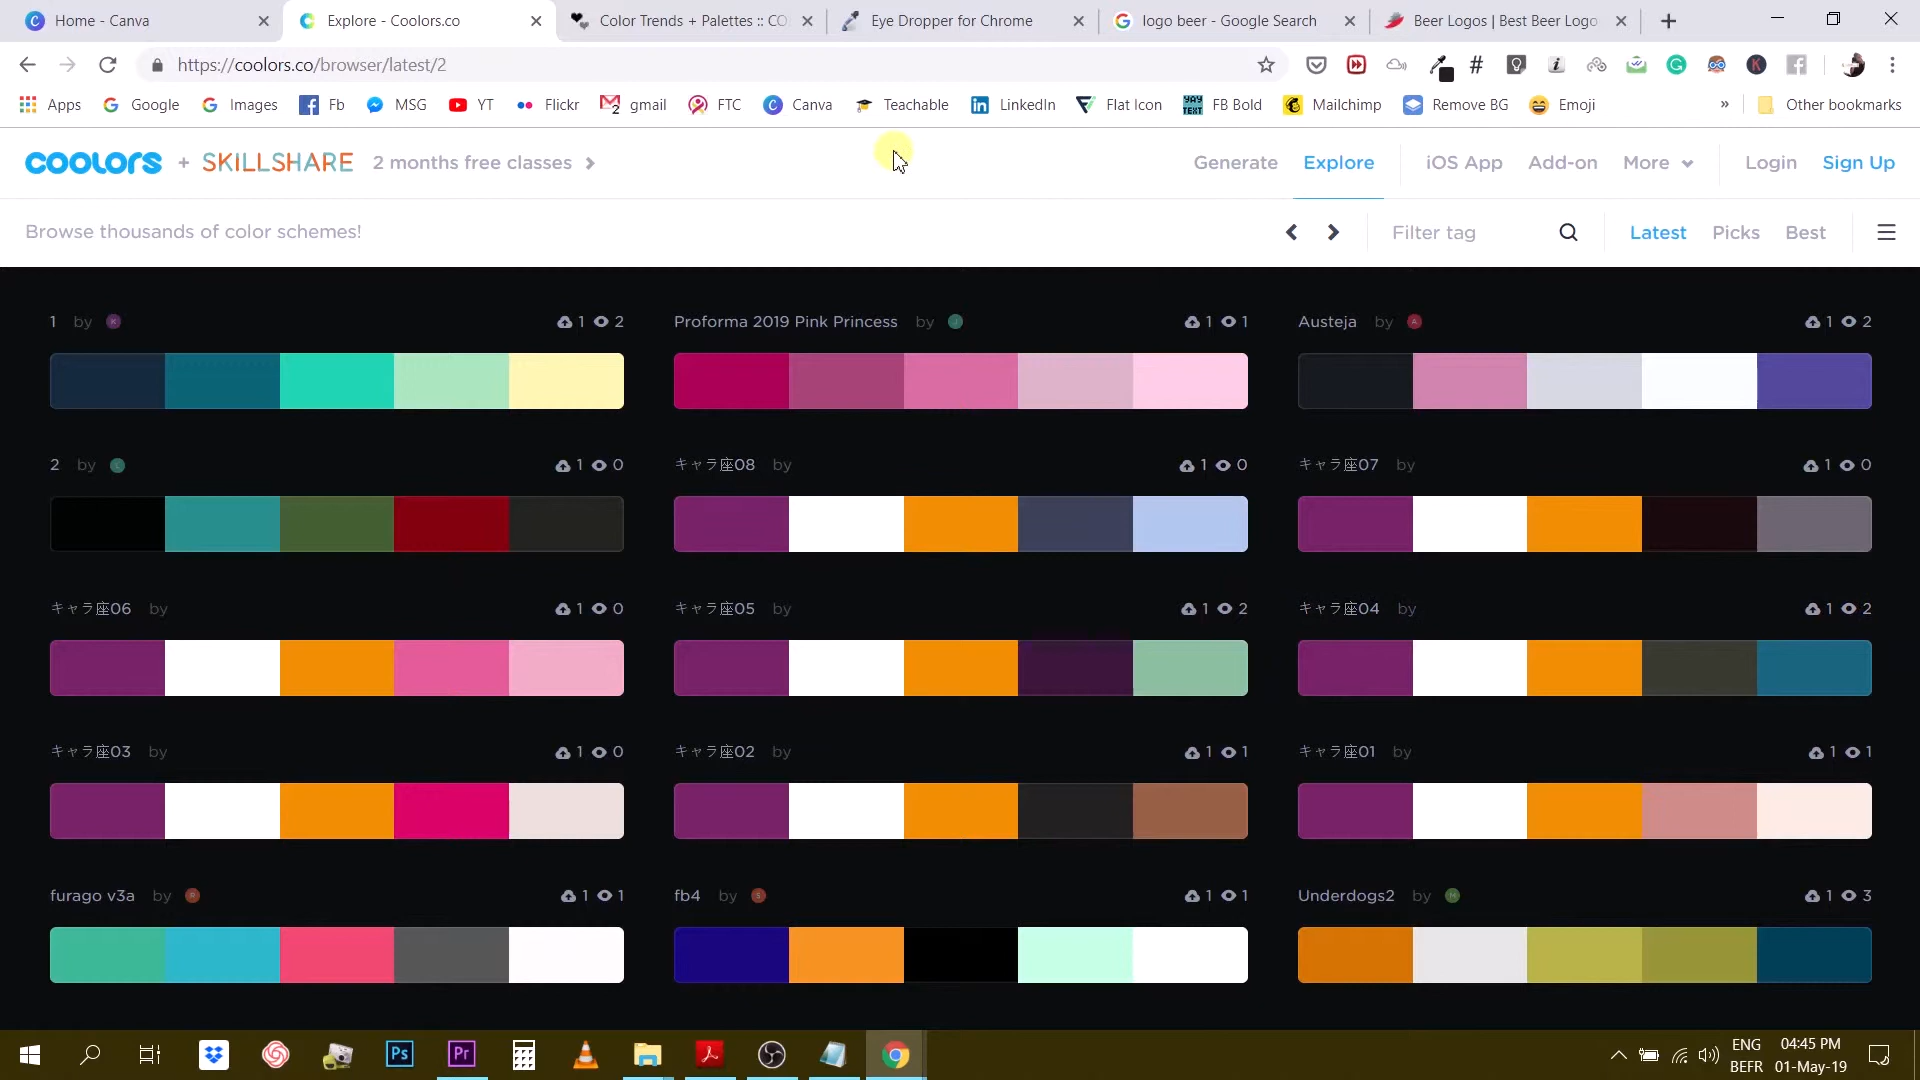 Home - Canva
Explore - Coolors.co
Color Trends + Palettes :: CO
Eye Dropper for Chrome
logo beer - Google Search
Beer Logos | Best Beer Logo
https://coolors.co/browser/latest/2
Apps Google Images Fb MSG YT Flickr gmail FTC Canva Teachable LinkedIn Flat Icon FB Bold Mailchimp Remove BG Emoji » Other bookmarks
coolors + SKILLSHARE 2 months free classes
Generate Explore iOS App Add-on More Login Sign Up
Browse thousands of color schemes!
Filter tag Latest Picks Best
1 by 1 2
Proforma 2019 Pink Princess by 1 1
Austeja by 1 2
2 by 1 0
キャラ座08 by 1 0
キャラ座07 by 1 0
キャラ座06 by 1 0
キャラ座05 by 1 2
キャラ座04 by 1 2
キャラ座03 by 1 0
キャラ座02 by 1 1
キャラ座01 by 1 1
furago v3a by 1 1
fb4 by 1 1
Underdogs2 by 1 3
Ps Pr
ENG 04:45 PM
BEFR 01-May-19